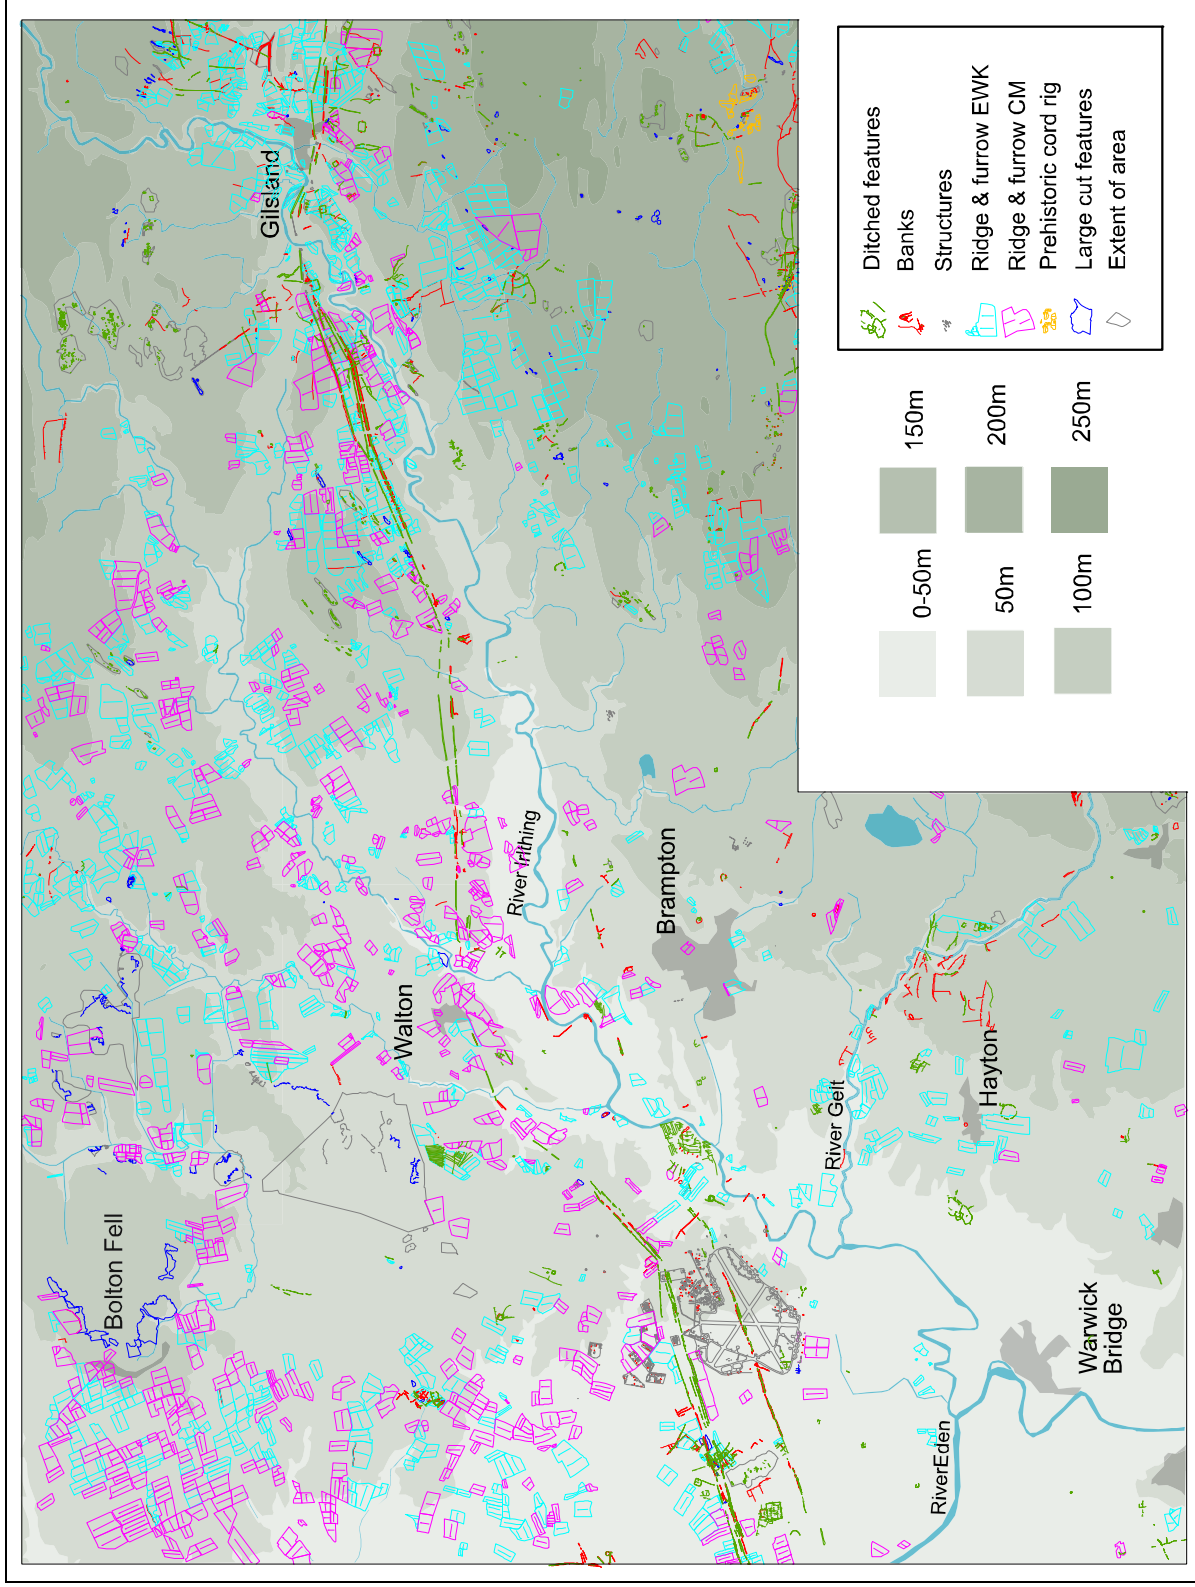 Gilsland
Walton
River Irthing
Brampton
Bolton Fell
River Gelt
Hayton
Warwick
Bridge
RiverEden
Ditched features
Banks
Structures
Ridge & furrow EWK
Ridge & furrow CM
Prehistoric cord rig
Large cut features
Extent of area
0-50m
50m
100m
150m
200m
250m